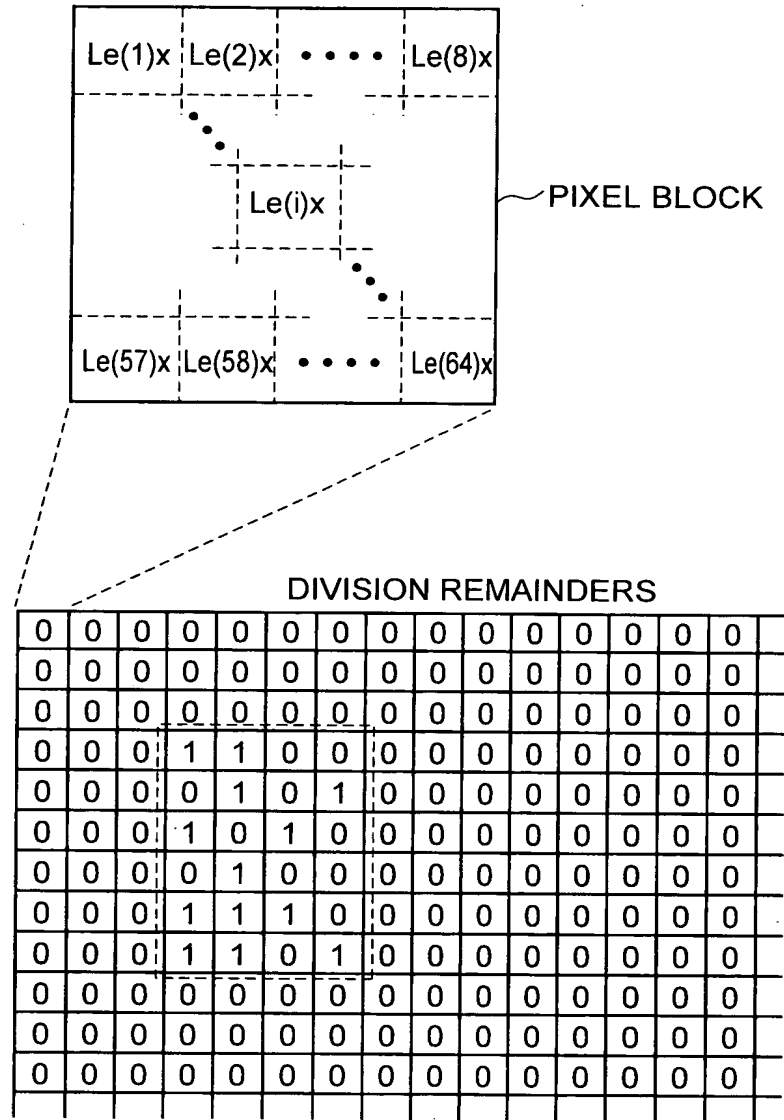 Le(1)x Le(2)x •••• Le(8)x
Le(i)x
PIXEL BLOCK
Le(57)x Le(58)x •••• Le(64)x
DIVISION REMAINDERS
0 0 0 0 0 0 0 0 0 0 0 0 0 0 0
0 0 0 0 0 0 0 0 0 0 0 0 0 0 0
0 0 0 0 0 0 0 0 0 0 0 0 0 0 0
0 0 0 1 1 0 0 0 0 0 0 0 0 0 0
0 0 0 0 1 0 1 0 0 0 0 0 0 0 0
0 0 0 1 0 1 0 0 0 0 0 0 0 0 0
0 0 0 0 1 0 0 0 0 0 0 0 0 0 0
0 0 0 1 1 1 0 0 0 0 0 0 0 0 0
0 0 0 1 1 0 1 0 0 0 0 0 0 0 0
0 0 0 0 0 0 0 0 0 0 0 0 0 0 0
0 0 0 0 0 0 0 0 0 0 0 0 0 0 0
0 0 0 0 0 0 0 0 0 0 0 0 0 0 0